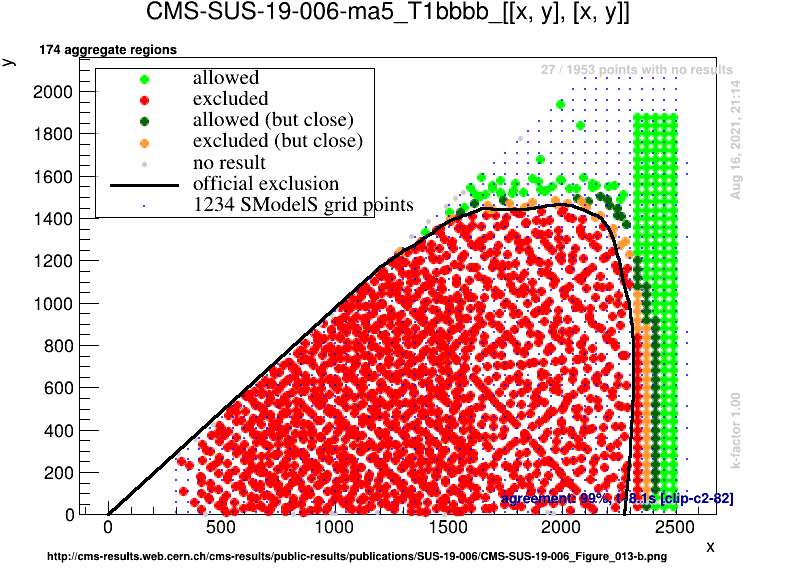 CMS-SUS-19-006-ma5_T1bbbb_[[x, y], [x, y]]
174 aggregate regions
y
27 / 1953 points with no results
allowed
excluded
allowed (but close)
excluded (but close)
no result
official exclusion
1234 SModelS grid points
2000
1800
1600
1400
1200
1000
800
600
400
200
0
Aug 16, 2021, 21:14
k-factor 1.00
0
500
1000
1500
2000
2500
x
http://cms-results.web.cern.ch/cms-results/public-results/publications/SUS-19-006/CMS-SUS-19-006_Figure_013-b.png